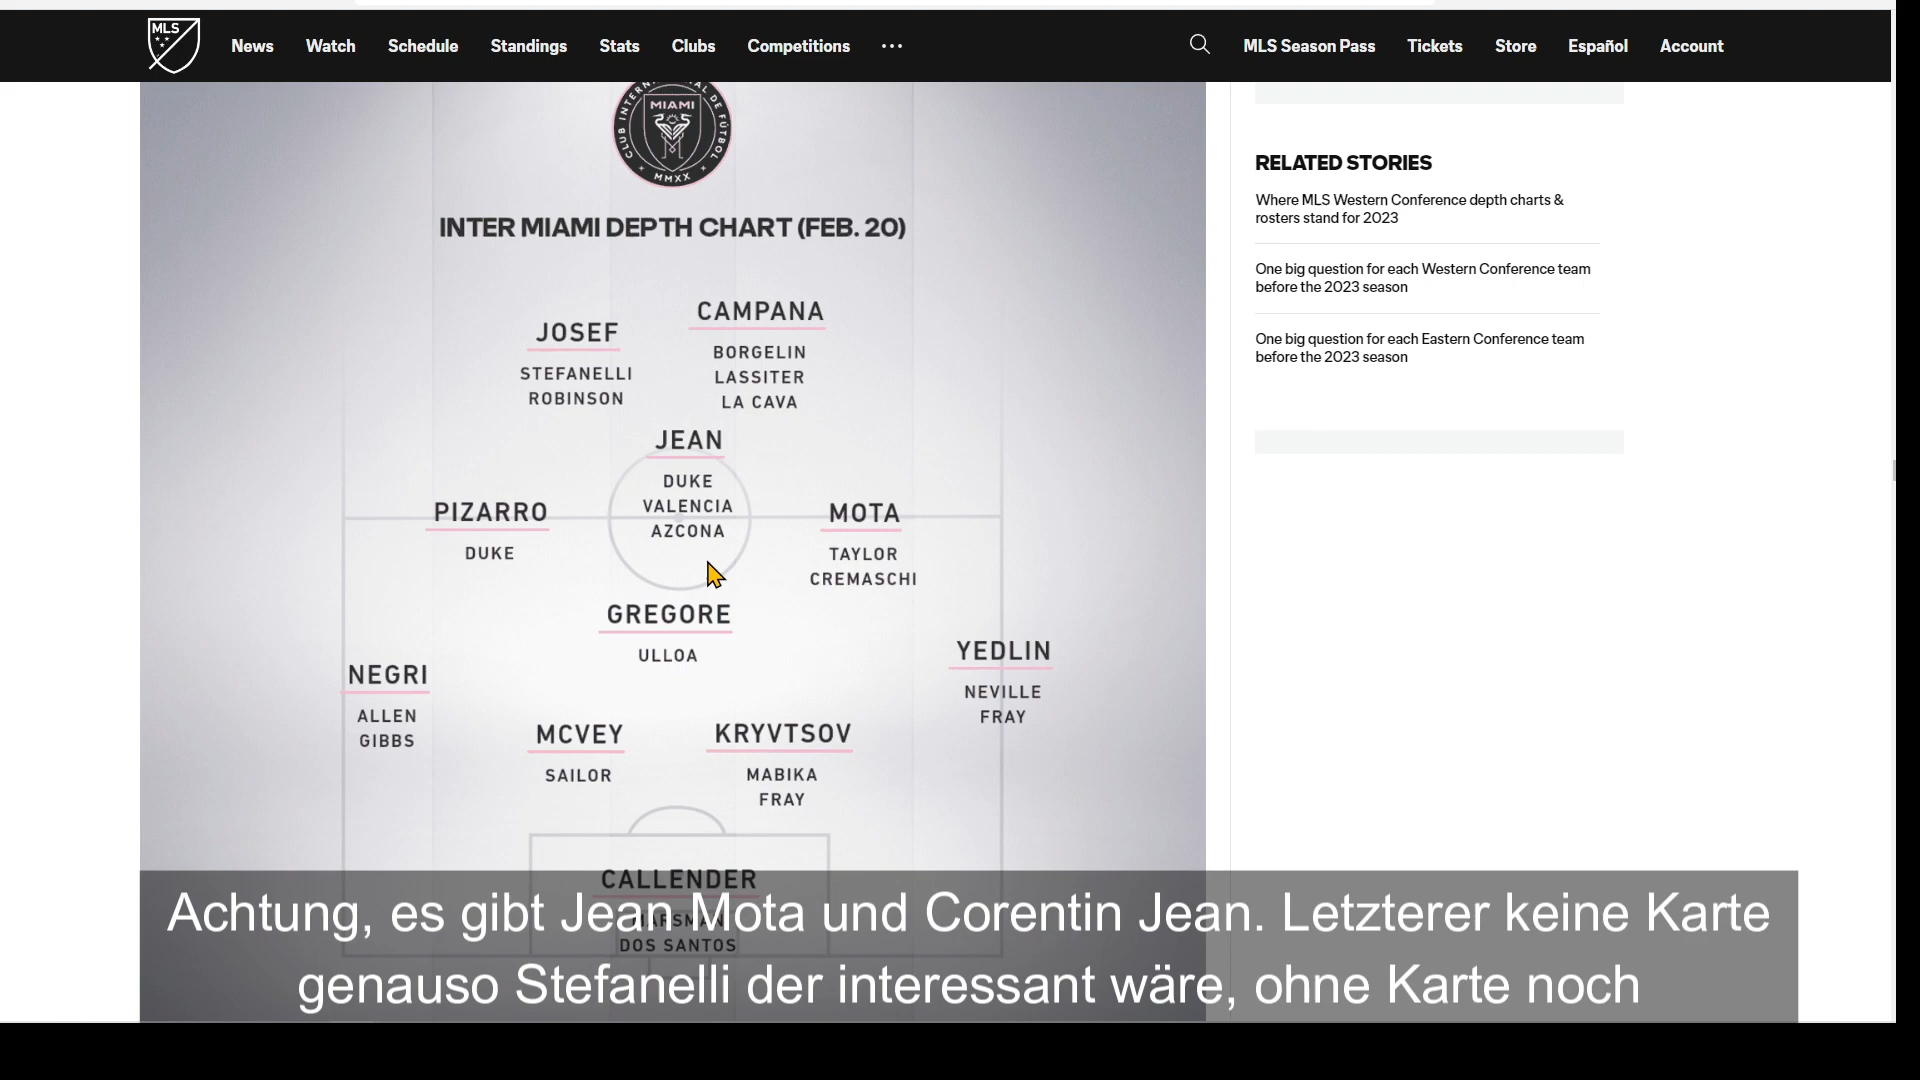 MLS
News Watch Schedule Standings Stats Clubs Competitions ...
MLS Season Pass Tickets Store Español Account
CLUB INTERNACIONAL DE FÚTBOL
MIAMI
MMXX
INTER MIAMI DEPTH CHART (FEB. 20)
JOSEF
STEFANELLI
ROBINSON
CAMPANA
BORGELIN
LASSITER
LA CAVA
JEAN
DUKE
VALENCIA
AZCONA
PIZARRO
DUKE
MOTA
TAYLOR
CREMASCHI
GREGORE
ULLOA
NEGRI
ALLEN
GIBBS
YEDLIN
NEVILLE
FRAY
MCVEY
SAILOR
KRYVTSOV
MABIKA
FRAY
CALLENDER
MARSMAN
DOS SANTOS
RELATED STORIES
Where MLS Western Conference depth charts &
rosters stand for 2023
One big question for each Western Conference team
before the 2023 season
One big question for each Eastern Conference team
before the 2023 season
Achtung, es gibt Jean Mota und Corentin Jean. Letzterer keine Karte
genauso Stefanelli der interessant wäre, ohne Karte noch